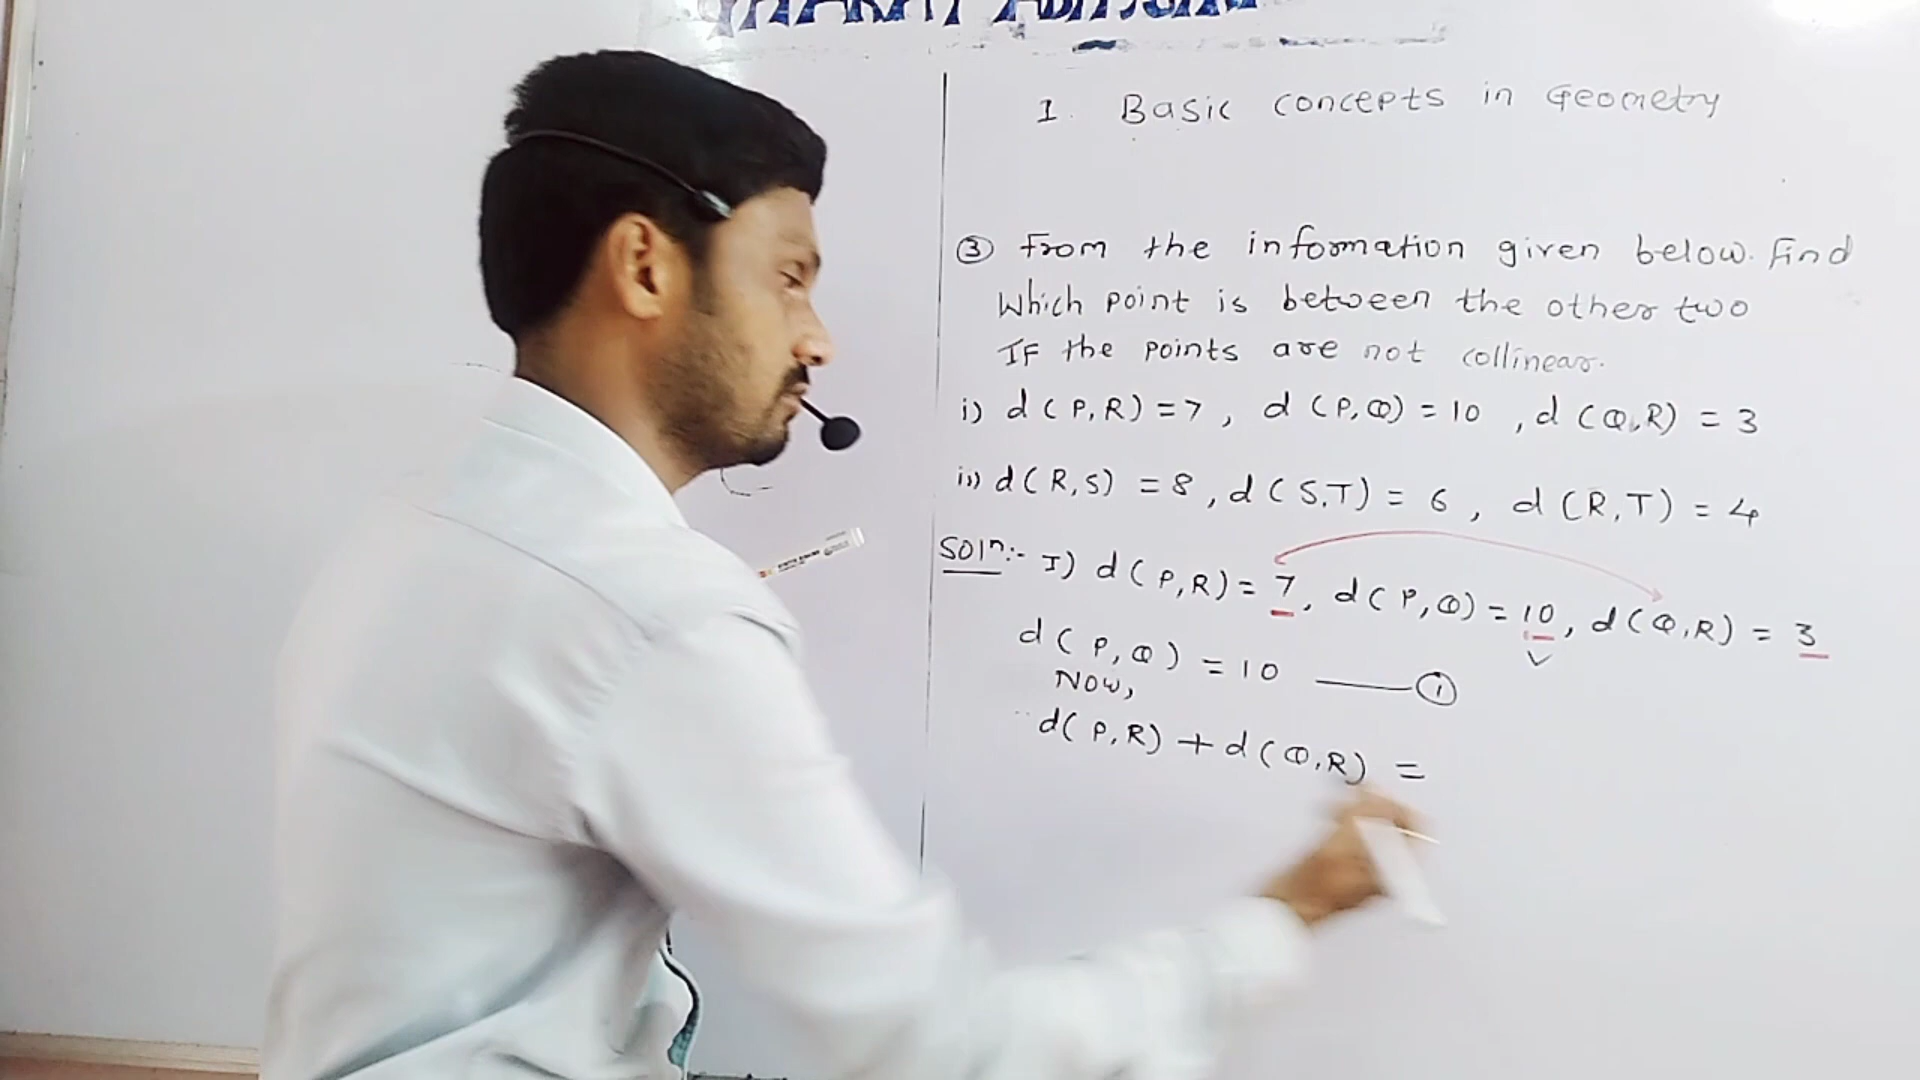 1. Basic concepts in Geometry
③ From the information given below. Find
Which point is between the other two
IF the points are not collinear.
i) d(P,R)=7, d(P,Q)=10, d(Q,R)=3
ii) d(R,S)=8, d(S,T)=6, d(R,T)=4
Solⁿ:- I) d(P,R)=7, d(P,Q)=10, d(Q,R)=3
d(P,Q)=10 —— ①
Now,
d(P,R)+d(Q,R)=